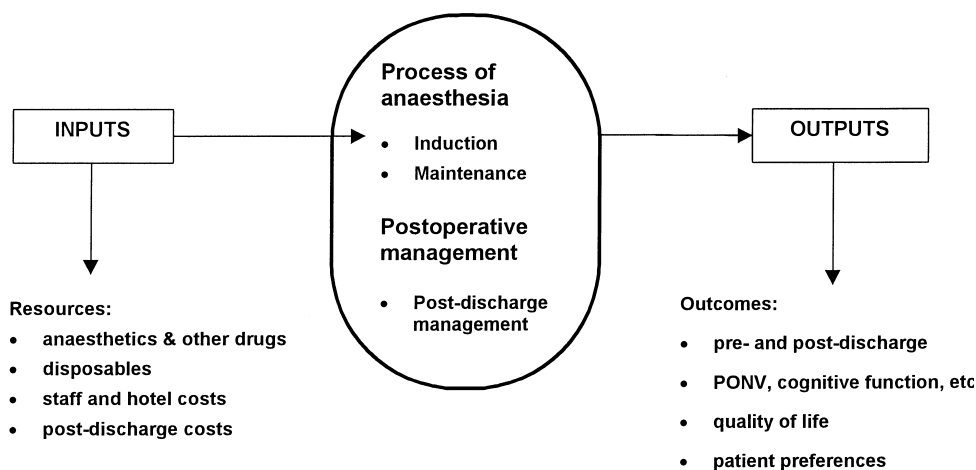 INPUTS
Process of
anaesthesia
• Induction
• Maintenance
Postoperative
management
• Post-discharge
management
OUTPUTS
Resources:
• anaesthetics & other drugs
• disposables
• staff and hotel costs
• post-discharge costs
Outcomes:
• pre- and post-discharge
• PONV, cognitive function, etc
• quality of life
• patient preferences